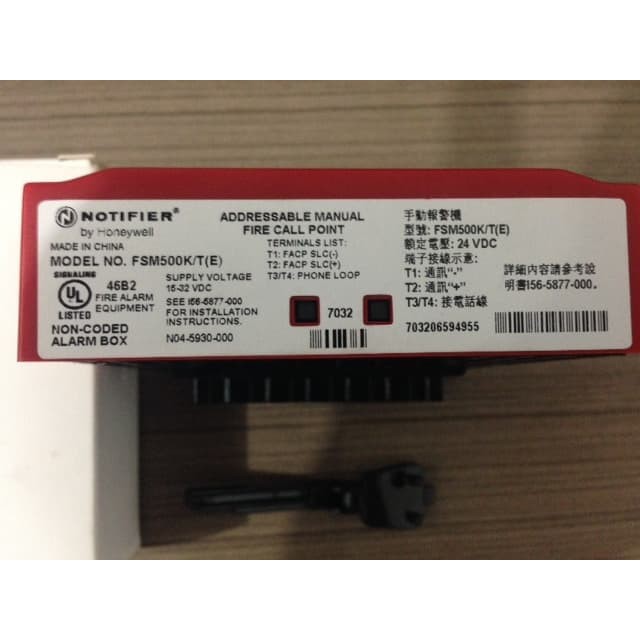 NOTIFIER®
by Honeywell
MADE IN CHINA
MODEL NO. FSM500K/T(E)
SIGNALING
UL
LISTED
46B2
FIRE ALARM
EQUIPMENT
NON-CODED
ALARM BOX
SUPPLY VOLTAGE
15-32 VDC
SEE I56-5877-000
FOR INSTALLATION
INSTRUCTIONS.
N04-5930-000
ADDRESSABLE MANUAL
FIRE CALL POINT
TERMINALS LIST:
T1: FACP SLC(-)
T2: FACP SLC(+)
T3/T4: PHONE LOOP
7032
手動報警機
型號: FSM500K/T(E)
額定電壓: 24 VDC
端子接線示意:
T1: 通訊"-"
T2: 通訊"+"
T3/T4: 接電話線
703206594955
詳細內容請參考說
明書I56-5877-000。